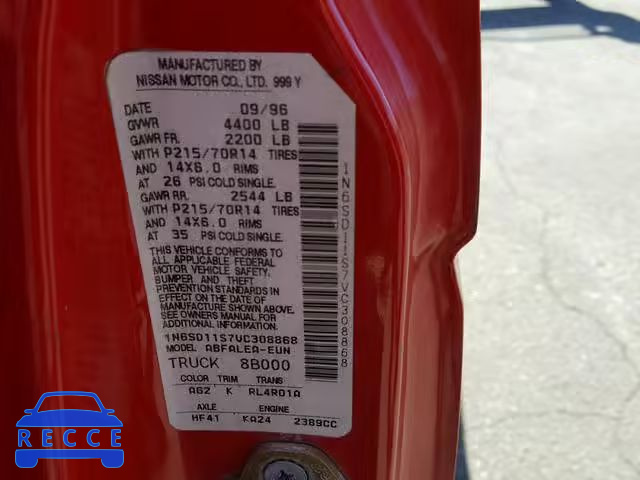 MANUFACTURED BY
NISSAN MOTOR CO., LTD. 999 Y
DATE 09/96
GVWR 4400 LB
GAWR FR. 2200 LB
WITH P215/70R14 TIRES
AND 14X6.0 RIMS
AT 26 PSI COLD SINGLE.
GAWR RR. 2544 LB
WITH P215/70R14 TIRES
AND 14X6.0 RIMS
AT 35 PSI COLD SINGLE.
THIS VEHICLE CONFORMS TO
ALL APPLICABLE FEDERAL
MOTOR VEHICLE SAFETY,
BUMPER AND THEFT
PREVENTION STANDARDS IN
EFFECT ON THE DATE OF
MANUFACTURE SHOWN ABOVE.
SEE OWNERS MANUAL FOR
ADDITIONAL INFORMATION.
1N6SD11S7VC308868
MODEL ABFALEA-EUN
TRUCK 8B000
COLOR TRIM TRANS
AG2 K RL4R01A
AXLE ENGINE
HF41 KA24 2389CC
1N6SD11S7VC308868
RECCE